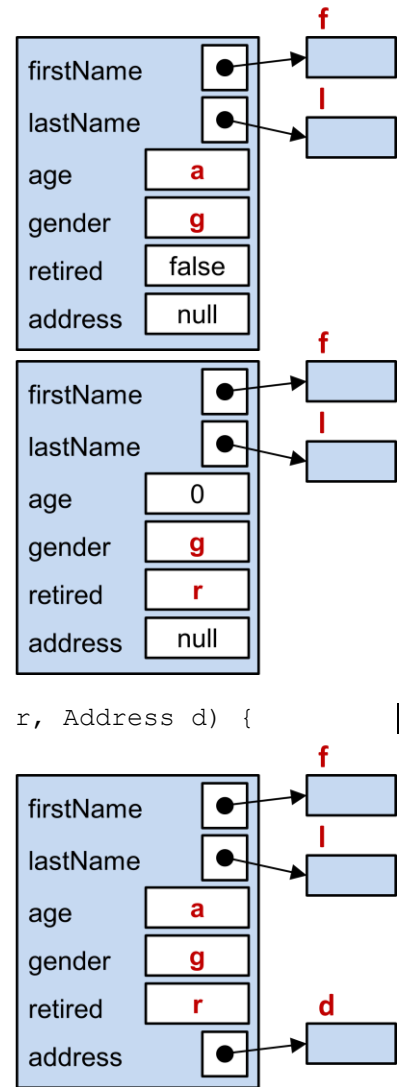 f
firstName
l
lastName
age a
gender g
retired false
address null
f
firstName
l
lastName
age 0
gender g
retired r
address null
r, Address d) {
f
firstName
l
lastName
age a
gender g
retired r
d
address